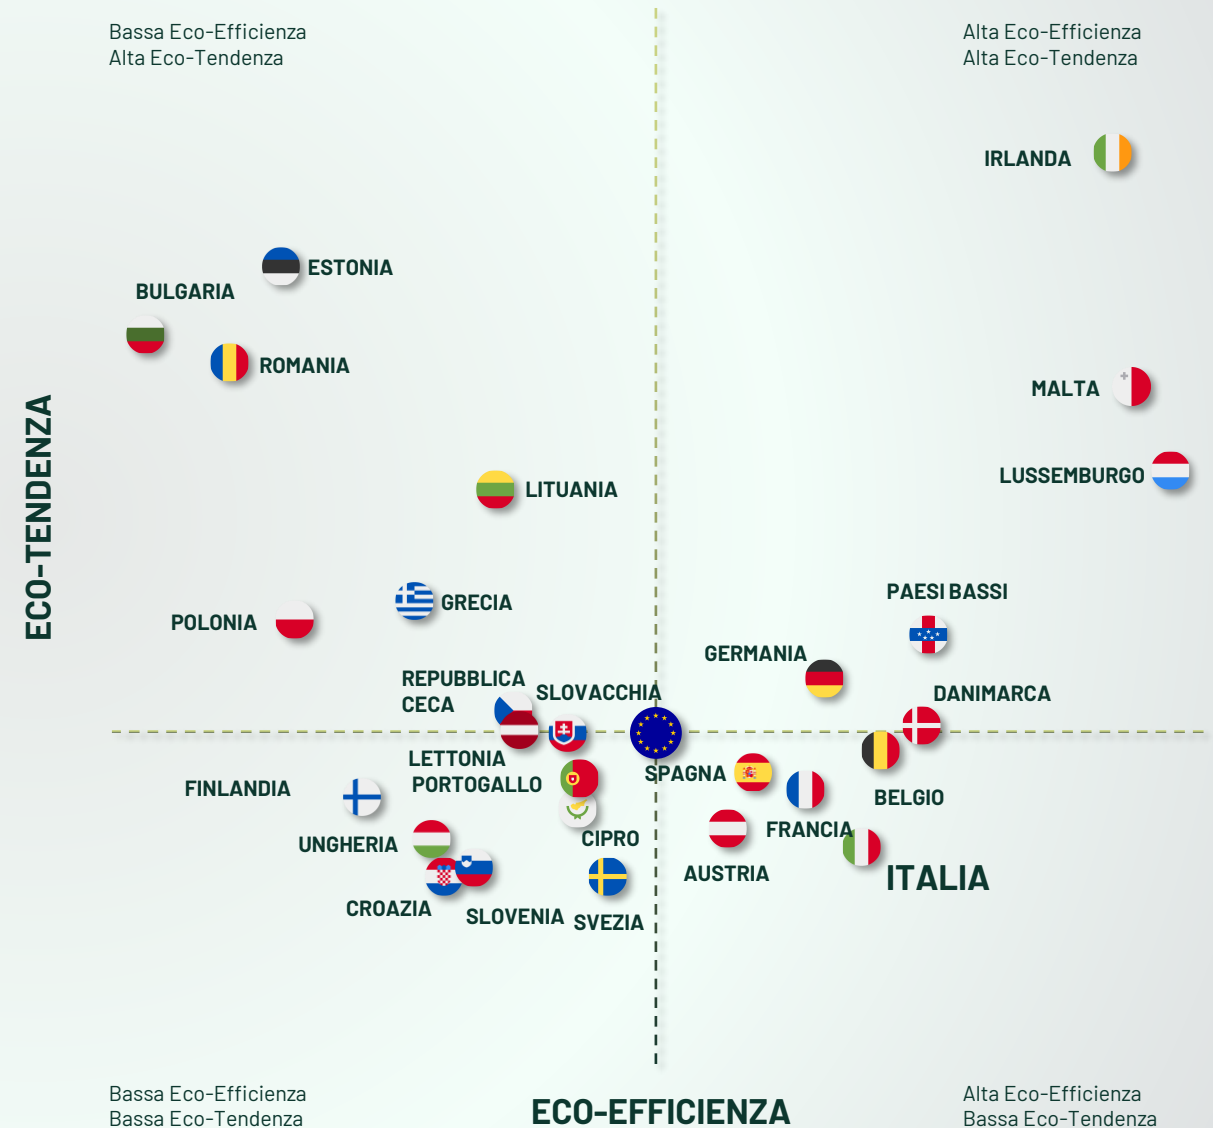 Bassa Eco-Efficienza
Alta Eco-Tendenza
Alta Eco-Efficienza
Alta Eco-Tendenza
IRLANDA
ESTONIA
BULGARIA
ROMANIA
MALTA
LUSSEMBURGO
LITUANIA
ECO-TENDENZA
PAESI BASSI
GRECIA
POLONIA
GERMANIA
REPUBBLICA
CECA
SLOVACCHIA
DANIMARCA
LETTONIA
SPAGNA
PORTOGALLO
FINLANDIA
BELGIO
FRANCIA
CIPRO
UNGHERIA
AUSTRIA
ITALIA
CROAZIA
SLOVENIA
SVEZIA
Bassa Eco-Efficienza
Bassa Eco-Tendenza
ECO-EFFICIENZA
Alta Eco-Efficienza
Bassa Eco-Tendenza